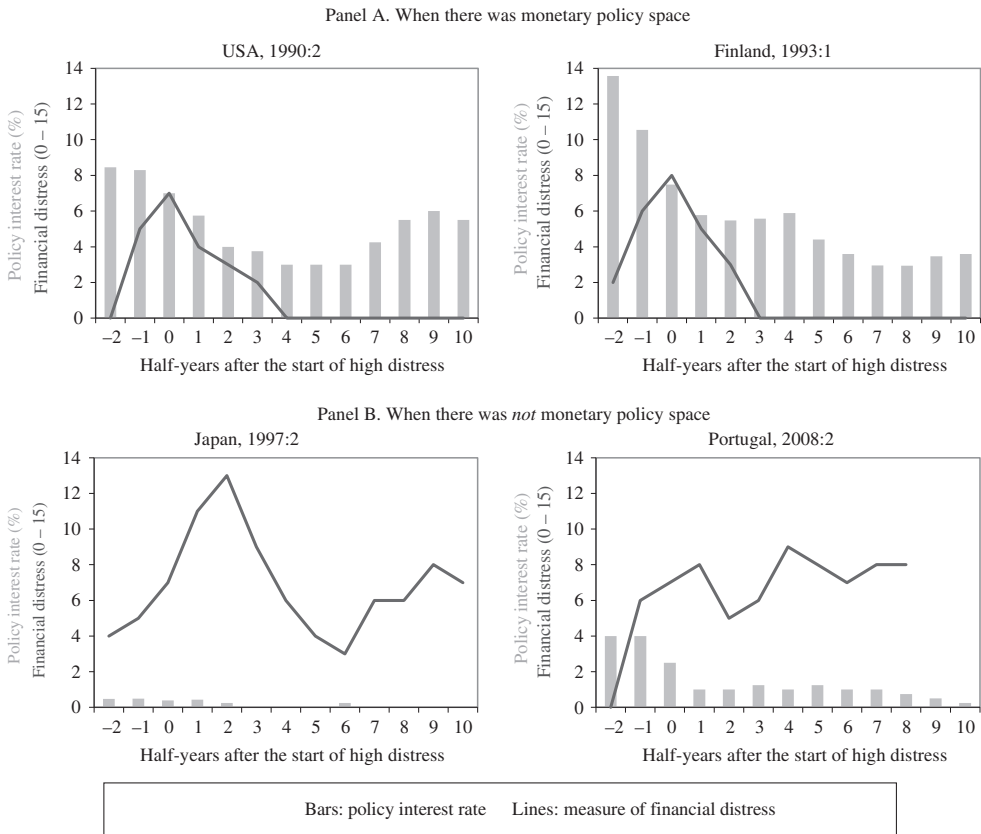 Panel A. When there was monetary policy space
USA, 1990:2
Policy interest rate (%)
Financial distress (0 – 15)
14
12
10
8
6
4
2
0
–2 –1 0 1 2 3 4 5 6 7 8 9 10
Half-years after the start of high distress
Finland, 1993:1
Policy interest rate (%)
Financial distress (0 – 15)
14
12
10
8
6
4
2
0
–2 –1 0 1 2 3 4 5 6 7 8 9 10
Half-years after the start of high distress
Panel B. When there was not monetary policy space
Japan, 1997:2
Policy interest rate (%)
Financial distress (0 – 15)
14
12
10
8
6
4
2
0
–2 –1 0 1 2 3 4 5 6 7 8 9 10
Half-years after the start of high distress
Portugal, 2008:2
Policy interest rate (%)
Financial distress (0 – 15)
14
12
10
8
6
4
2
0
–2 –1 0 1 2 3 4 5 6 7 8 9 10
Half-years after the start of high distress
Bars: policy interest rate Lines: measure of financial distress